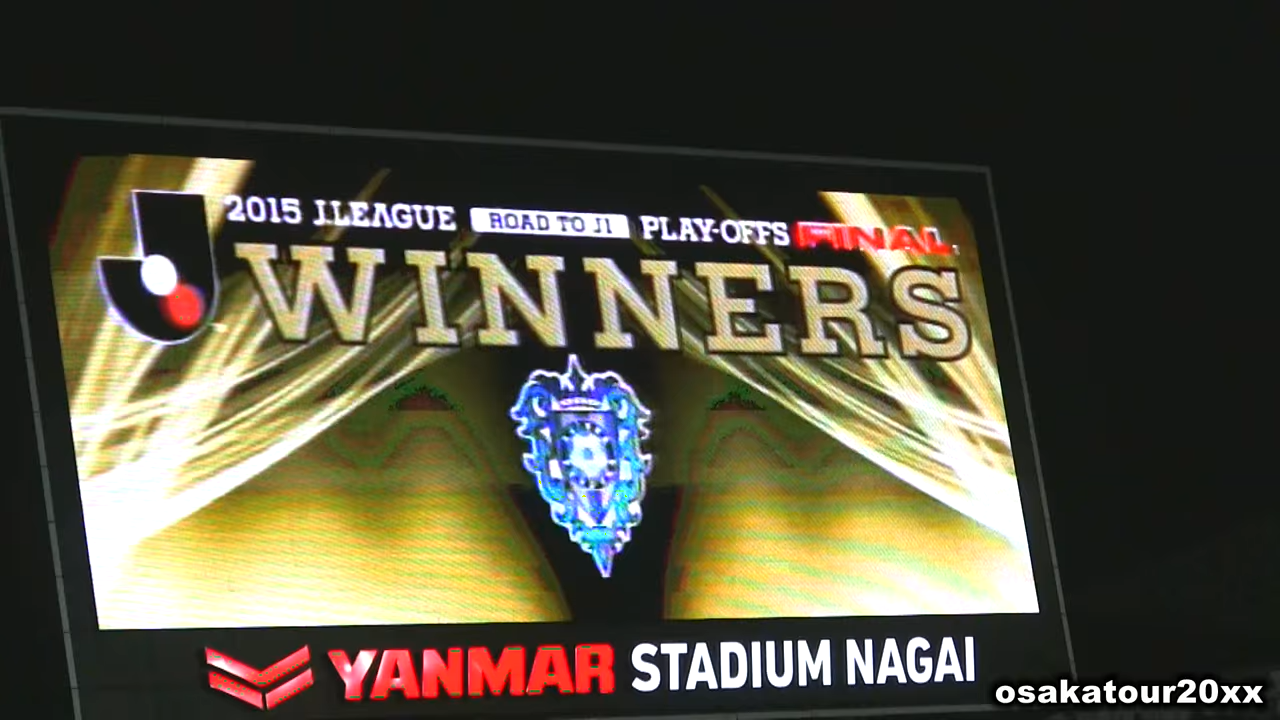 2015 J.LEAGUE ROAD TO J1 PLAY-OFFS FINAL
WINNERS
YANMAR STADIUM NAGAI
osakatour20xx